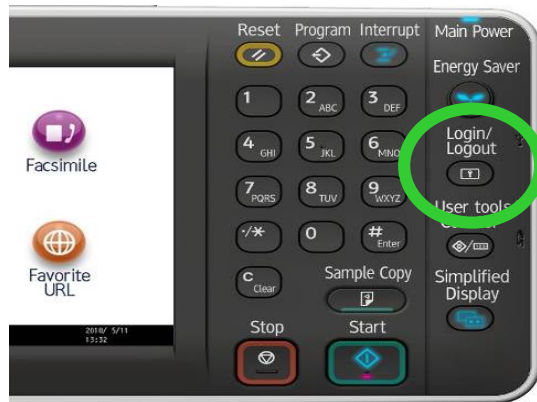 Reset Program Interrupt Main Power
Energy Saver
1 2 ABC 3 DEF
4 GHI 5 JKL 6 MNO
Login/
Logout
Facsimile
7 PQRS 8 TUV 9 WXYZ
User tools
·/* 0 # Enter
Favorite
URL
C Clear
Sample Copy
Simplified
Display
Stop Start
2018/ 5/11
13:32